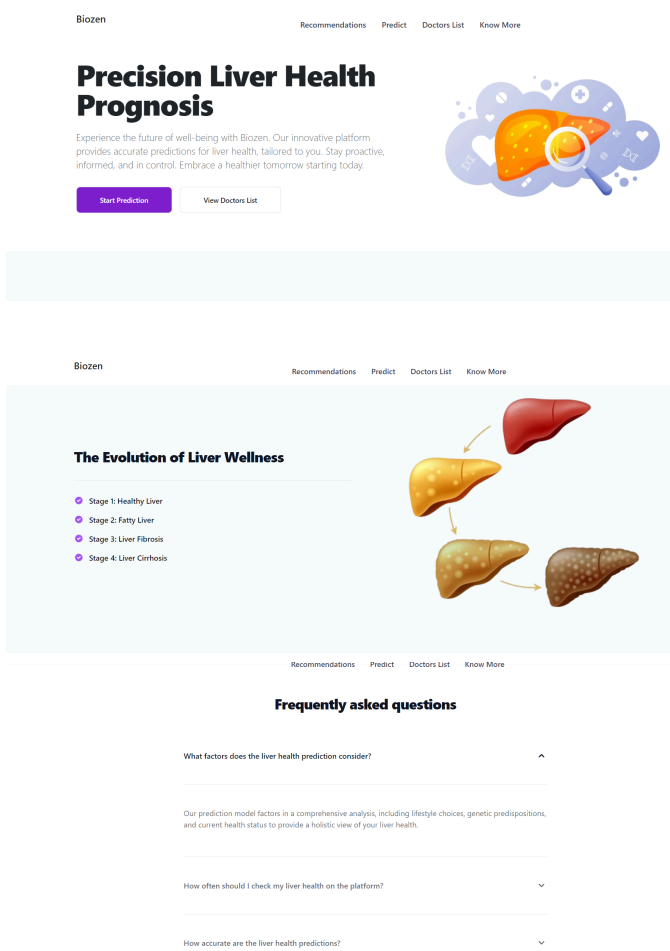 Biozen
Recommendations Predict Doctors List Know More
Precision Liver Health
Prognosis
Experience the future of well-being with Biozen. Our innovative platform
provides accurate predictions for liver health, tailored to you. Stay proactive,
informed, and in control. Embrace a healthier tomorrow starting today.
Start Prediction View Doctors List
Biozen
Recommendations Predict Doctors List Know More
The Evolution of Liver Wellness
Stage 1: Healthy Liver
Stage 2: Fatty Liver
Stage 3: Liver Fibrosis
Stage 4: Liver Cirrhosis
Recommendations Predict Doctors List Know More
Frequently asked questions
What factors does the liver health prediction consider?
Our prediction model factors in a comprehensive analysis, including lifestyle choices, genetic predispositions,
and current health status to provide a holistic view of your liver health.
How often should I check my liver health on the platform?
How accurate are the liver health predictions?